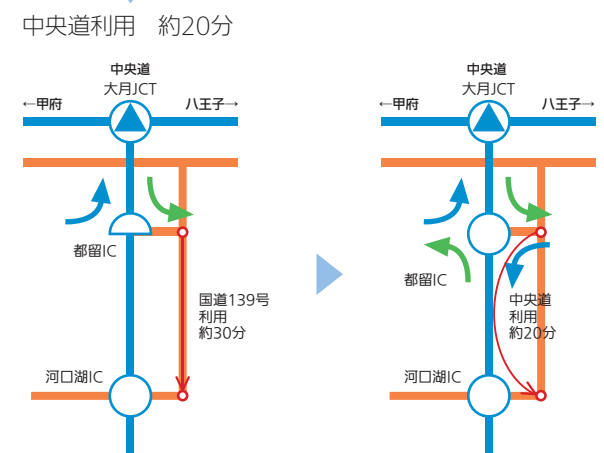 中央道利用　約20分
中央道
大月JCT
←甲府
八王子→
都留IC
国道139号
利用
約30分
河口湖IC
中央道
大月JCT
←甲府
八王子→
都留IC
中央道
利用
約20分
河口湖IC